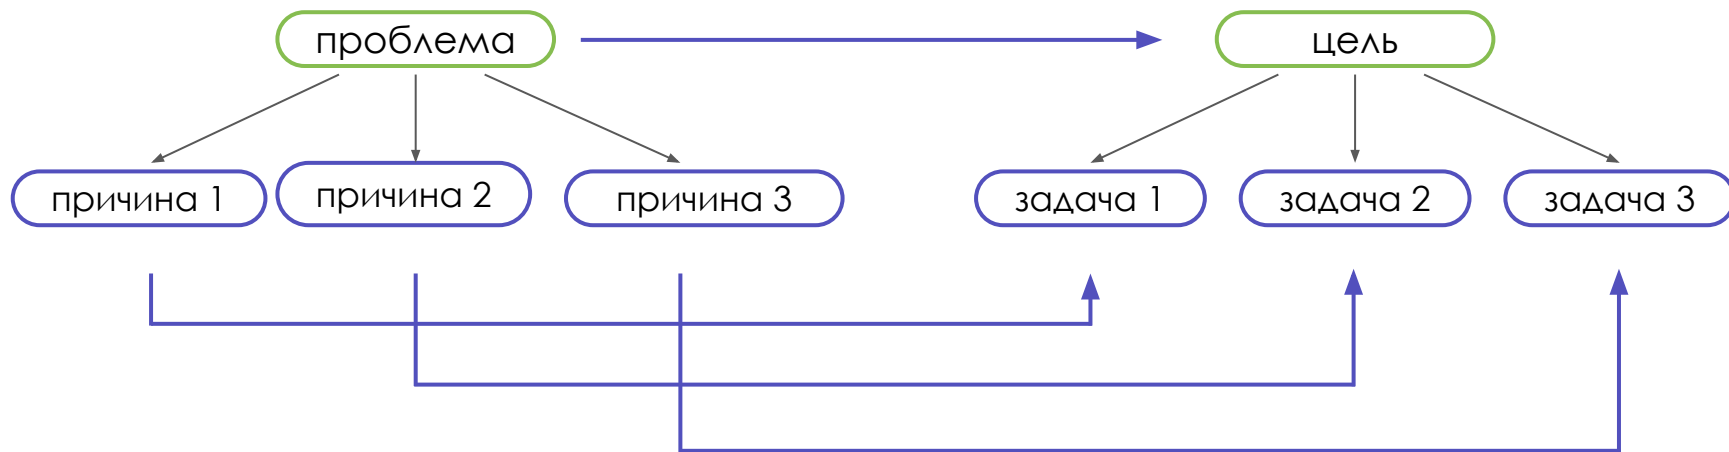 проблема
цель
причина 1
причина 2
причина 3
задача 1
задача 2
задача 3